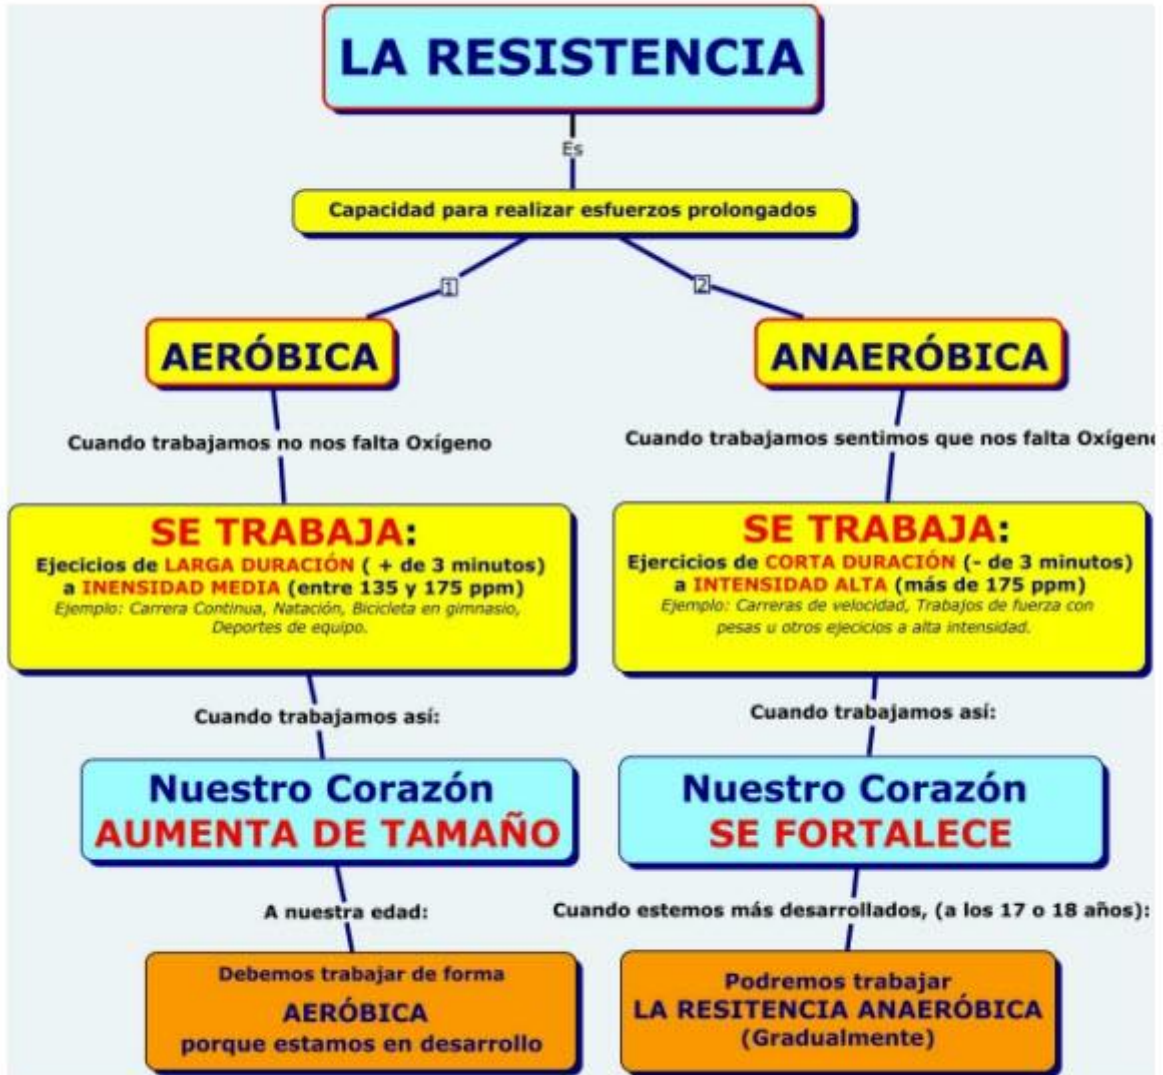 LA RESISTENCIA
Es
Capacidad para realizar esfuerzos prolongados
1
2
AERÓBICA
ANAERÓBICA
Cuando trabajamos no nos falta Oxígeno
Cuando trabajamos sentimos que nos falta Oxígeno
SE TRABAJA:
Ejecicios de LARGA DURACIÓN ( + de 3 minutos)
a INENSIDAD MEDIA (entre 135 y 175 ppm)
Ejemplo: Carrera Continua, Natación, Bicicleta en gimnasio,
Deportes de equipo.
SE TRABAJA:
Ejercicios de CORTA DURACIÓN (- de 3 minutos)
a INTENSIDAD ALTA (más de 175 ppm)
Ejemplo: Carreras de velocidad, Trabajos de fuerza con
pesas u otros ejecicios a alta intensidad.
Cuando trabajamos así:
Cuando trabajamos así:
Nuestro Corazón
AUMENTA DE TAMAÑO
Nuestro Corazón
SE FORTALECE
A nuestra edad:
Cuando estemos más desarrollados, (a los 17 o 18 años):
Debemos trabajar de forma
AERÓBICA
porque estamos en desarrollo
Podremos trabajar
LA RESITENCIA ANAERÓBICA
(Gradualmente)